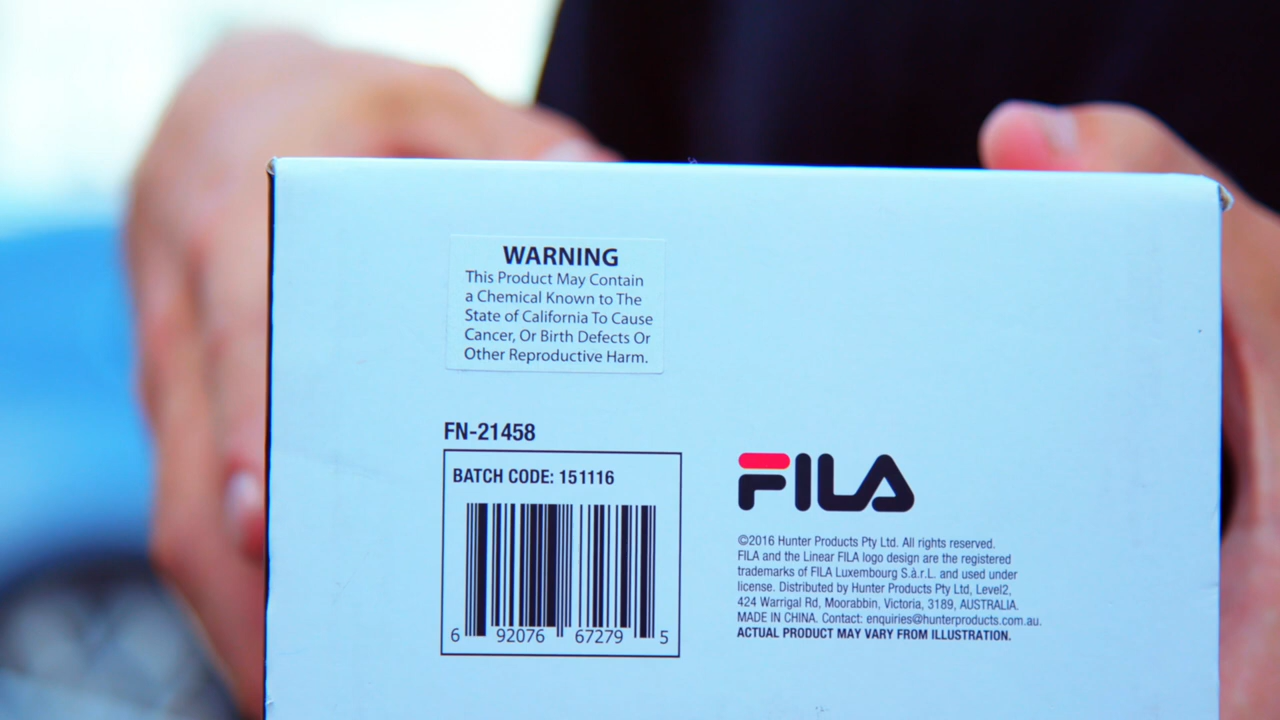 WARNING
This Product May Contain
a Chemical Known to The
State of California To Cause
Cancer, Or Birth Defects Or
Other Reproductive Harm.
FN-21458
BATCH CODE: 151116
6 92076 67279 5
FILA
©2016 Hunter Products Pty Ltd. All rights reserved.
FILA and the Linear FILA logo design are the registered
trademarks of FILA Luxembourg S.à.r.L. and used under
license. Distributed by Hunter Products Pty Ltd, Level2,
424 Warrigal Rd, Moorabbin, Victoria, 3189, AUSTRALIA.
MADE IN CHINA. Contact: enquiries@hunterproducts.com.au.
ACTUAL PRODUCT MAY VARY FROM ILLUSTRATION.